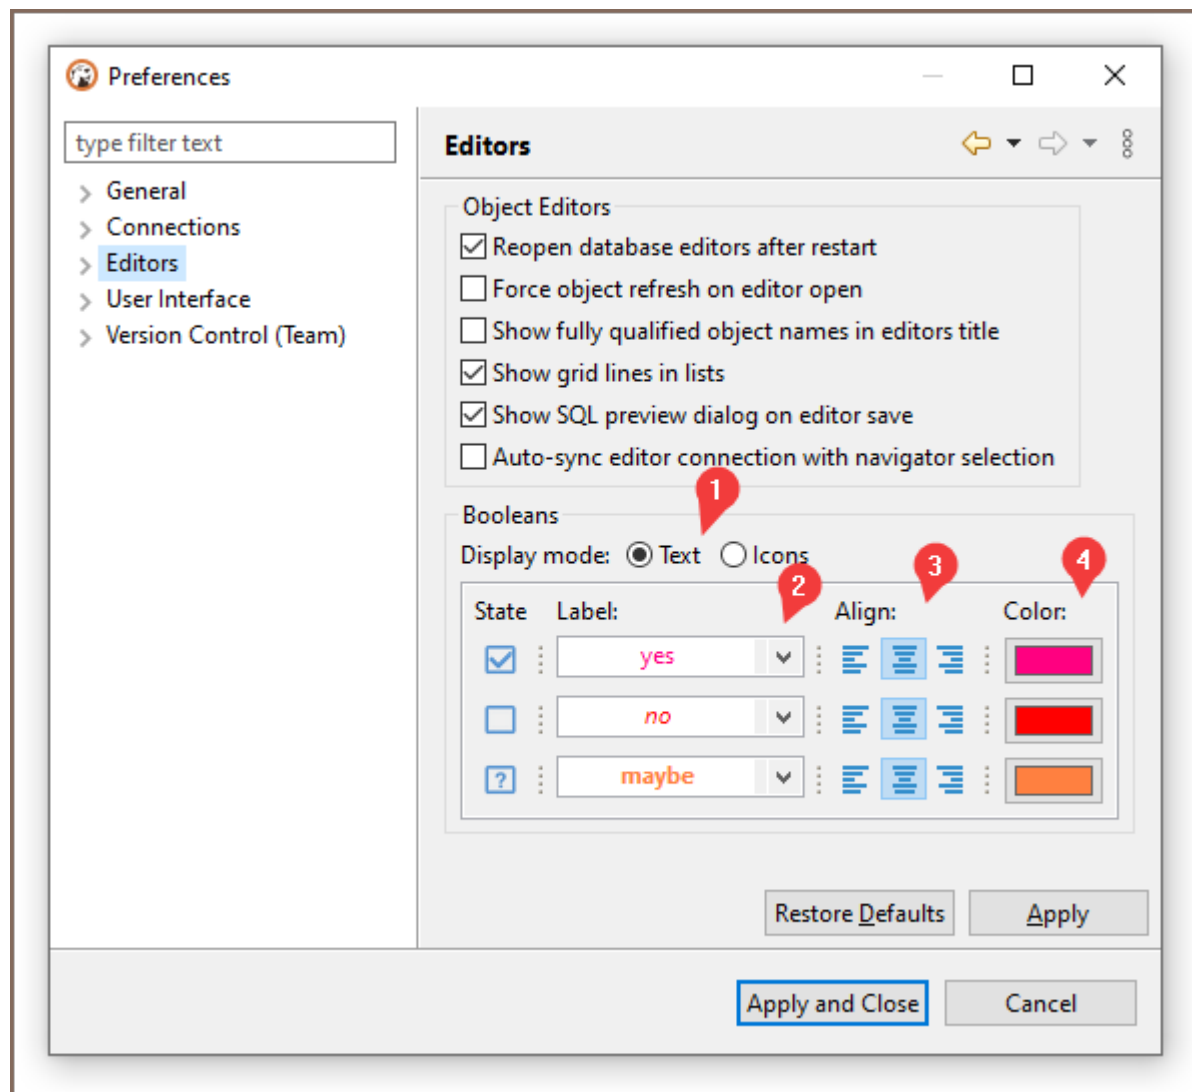 Preferences
type filter text
General
Connections
Editors
User Interface
Version Control (Team)
Editors
Object Editors
Reopen database editors after restart
Force object refresh on editor open
Show fully qualified object names in editors title
Show grid lines in lists
Show SQL preview dialog on editor save
Auto-sync editor connection with navigator selection
1
Booleans
Display mode: Text Icons
2
3
4
State Label: Align: Color:
yes
no
? maybe
Restore Defaults Apply
Apply and Close Cancel